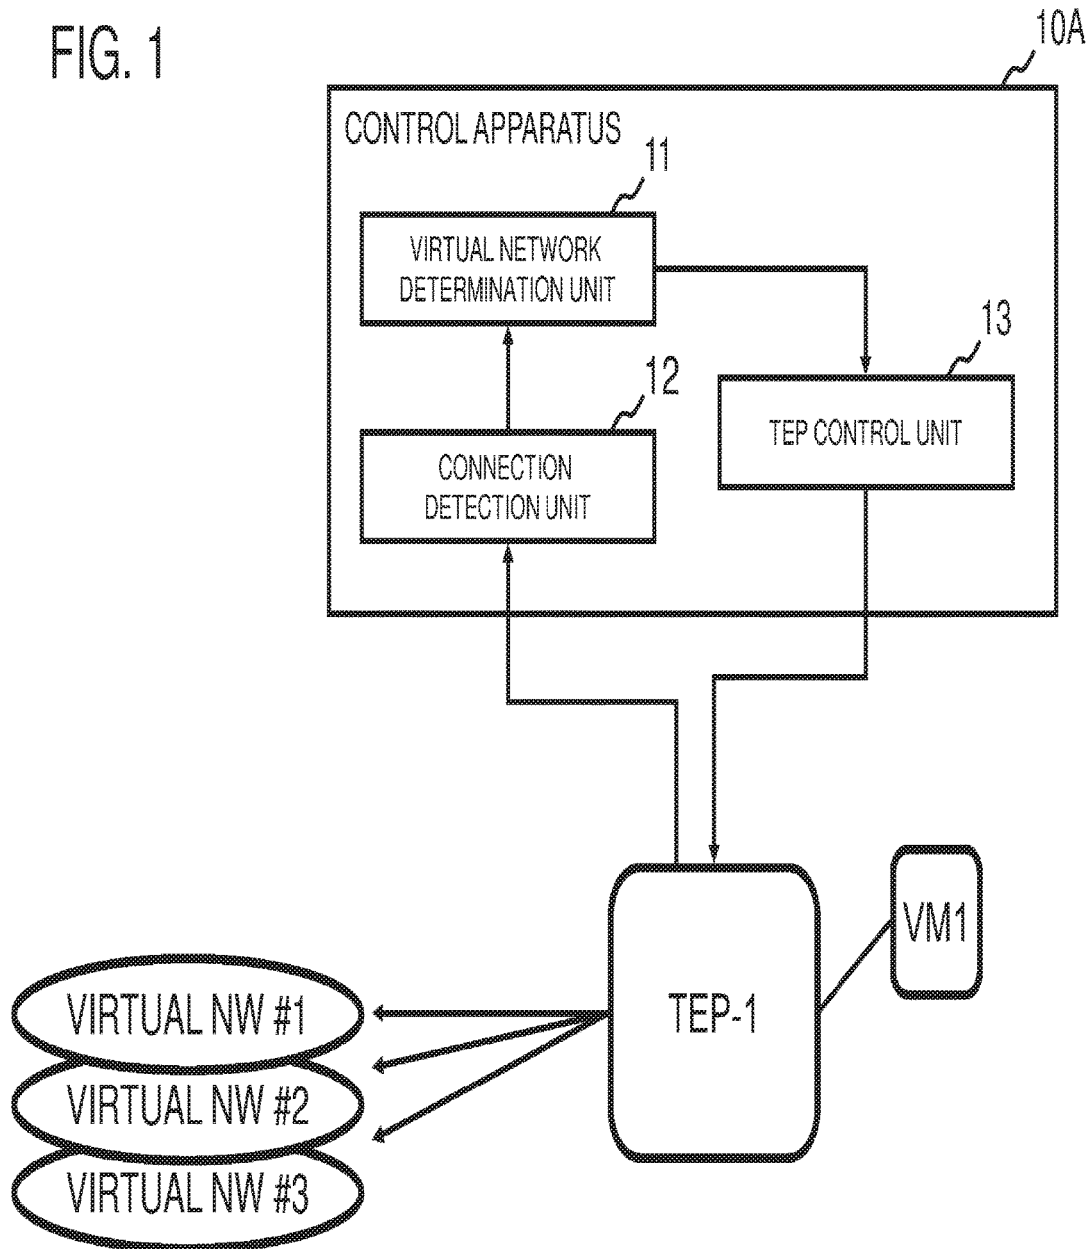 FIG. 1
10A
CONTROL APPARATUS
11
VIRTUAL NETWORK
DETERMINATION UNIT
13
12
TEP CONTROL UNIT
CONNECTION
DETECTION UNIT
VM1
TEP-1
VIRTUAL NW #1
VIRTUAL NW #2
VIRTUAL NW #3